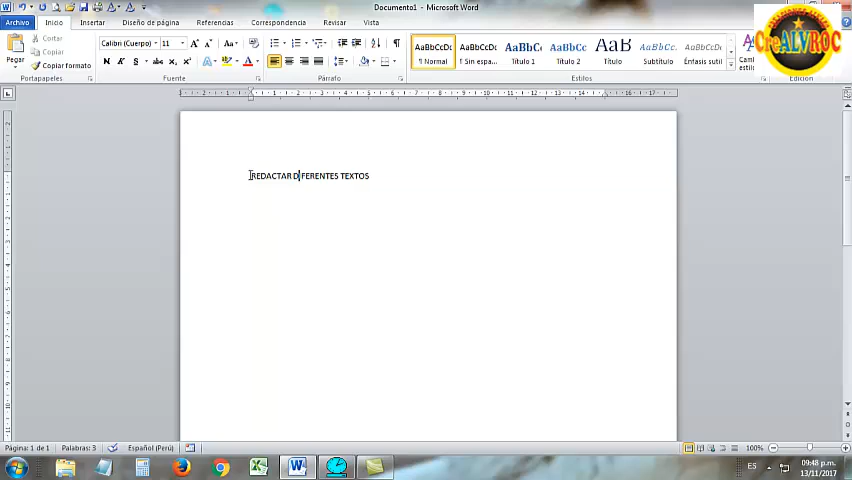 Documento1 - Microsoft Word
Archivo Inicio Insertar Diseño de página Referencias Correspondencia Revisar Vista
Cortar
Copiar
Copiar formato
Pegar
Portapapeles
Calibri (Cuerpo) 11
Fuente
Párrafo
AaBbCcDc AaBbCcDc AaBbC AaBbCc AaB AaBbCc. AaBbCcDc
¶ Normal ¶ Sin espa... Título 1 Título 2 Título Subtítulo Énfasis sutil
Cambiar
Estilos
Edición
CreALVROC
REDACTAR DIFERENTES TEXTOS
Página: 1 de 1 Palabras: 3 Español (Perú) 100%
ES 09:48 p.m.
13/11/2017